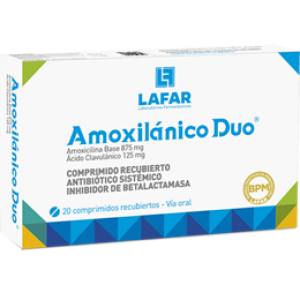 LAFAR
Laboratorios Farmacéuticos
Amoxilánico Duo®
Amoxicilina Base 875 mg
Ácido Clavulánico 125 mg
COMPRIMIDO RECUBIERTO
ANTIBIÓTICO SISTÉMICO
INHIBIDOR DE BETALACTAMASA
20 comprimidos recubiertos - Vía oral
BPM
LAFAR
Amoxilánico Duo®